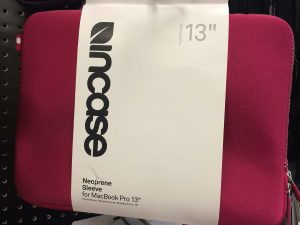 13"
incase
Neoprene
Sleeve
for MacBook Pro 13"